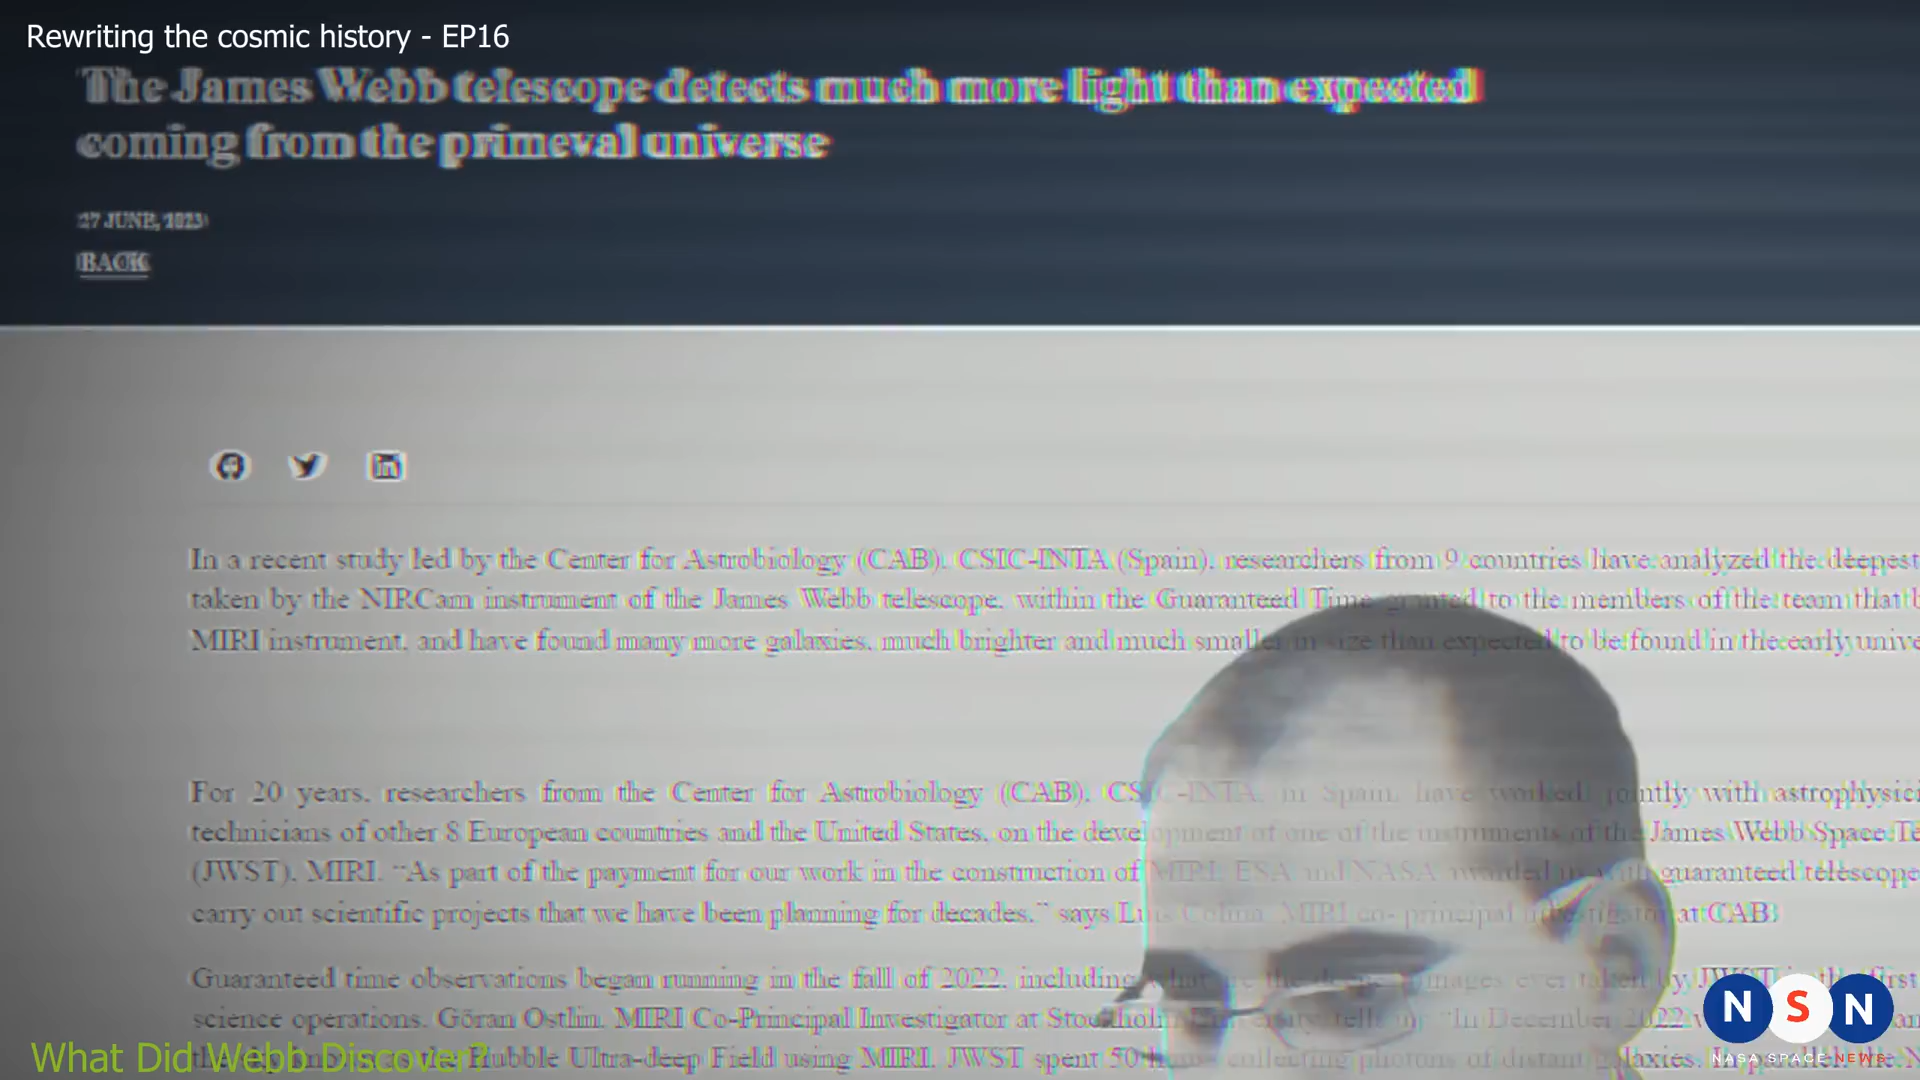 Rewriting the cosmic history - EP16
The James Webb telescope detects much more light than expected
coming from the primeval universe
27 JUNE, 2023
BACK
In a recent study led by the Center for Astrobiology (CAB), CSIC-INTA (Spain), researchers from 9 countries have analyzed the deepest
taken by the NIRCam instrument of the James Webb telescope, within the Guaranteed Time granted to the members of the team that b
MIRI instrument, and have found many more galaxies, much brighter and much smaller in size than expected to be found in the early unive
For 20 years, researchers from the Center for Astrobiology (CAB), CSIC-INTA, in Spain, have worked jointly with astrophysici
technicians of other 8 European countries and the United States, on the development of one of the instruments of the James Webb Space Te
(JWST), MIRI. “As part of the payment for our work in the construction of MIRI, ESA and NASA awarded us with guaranteed telescope
carry out scientific projects that we have been planning for decades.” says Luis Colina, MIRI co- principal investigator at CAB.
Guaranteed time observations began running in the fall of 2022, including what are the deepest images ever taken by JWST in the first
science operations. Göran Ostlin, MIRI Co-Principal Investigator at Stockholm University tells us: “In December 2022
What Did Webb Discover?
Hubble Ultra-deep Field using MIRI. JWST spent 50 hours collecting photons of distant galaxies. In parallel, the N
N S N
NASA SPACE NEWS